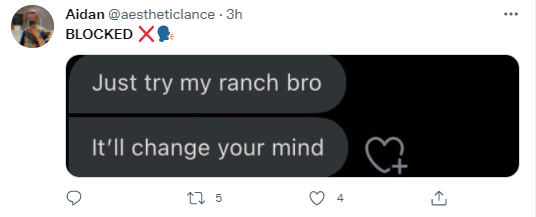 Aidan @aestheticlance · 3h
BLOCKED ❌🗣️
Just try my ranch bro
It'll change your mind
5 4